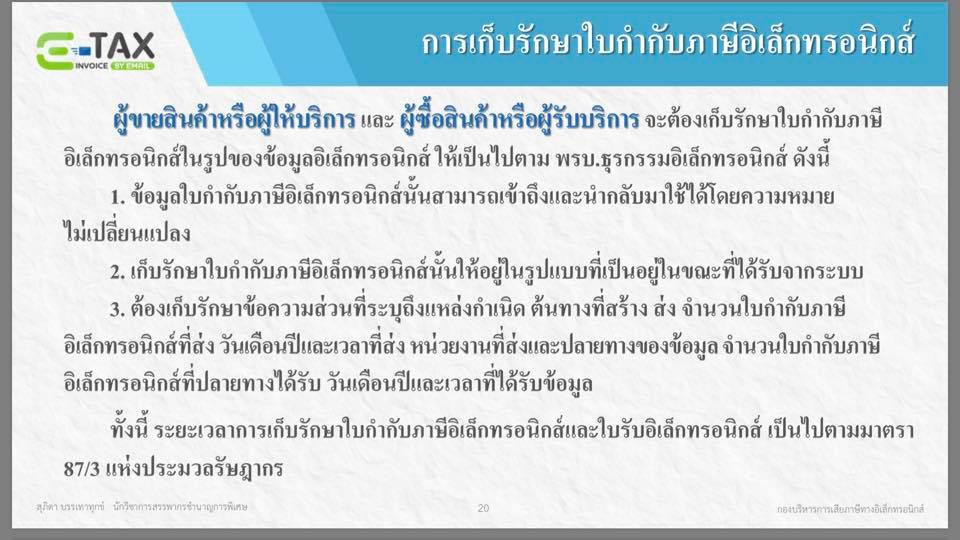 E-TAX
INVOICE BY EMAIL
การเก็บรักษาใบกำกับภาษีอิเล็กทรอนิกส์
ผู้ขายสินค้าหรือผู้ให้บริการ และ ผู้ซื้อสินค้าหรือผู้รับบริการ จะต้องเก็บรักษาใบกำกับภาษี
อิเล็กทรอนิกส์ในรูปของข้อมูลอิเล็กทรอนิกส์ ให้เป็นไปตาม พรบ.ธุรกรรมอิเล็กทรอนิกส์ ดังนี้
1. ข้อมูลใบกำกับภาษีอิเล็กทรอนิกส์นั้นสามารถเข้าถึงและนำกลับมาใช้ได้โดยความหมาย
ไม่เปลี่ยนแปลง
2. เก็บรักษาใบกำกับภาษีอิเล็กทรอนิกส์นั้นให้อยู่ในรูปแบบที่เป็นอยู่ในขณะที่ได้รับจากระบบ
3. ต้องเก็บรักษาข้อความส่วนที่ระบุถึงแหล่งกำเนิด ต้นทางที่สร้าง ส่ง จำนวนใบกำกับภาษี
อิเล็กทรอนิกส์ที่ส่ง วันเดือนปีและเวลาที่ส่ง หน่วยงานที่ส่งและปลายทางของข้อมูล จำนวนใบกำกับภาษี
อิเล็กทรอนิกส์ที่ปลายทางได้รับ วันเดือนปีและเวลาที่ได้รับข้อมูล
ทั้งนี้ ระยะเวลาการเก็บรักษาใบกำกับภาษีอิเล็กทรอนิกส์และใบรับอิเล็กทรอนิกส์ เป็นไปตามมาตรา
87/3 แห่งประมวลรัษฎากร
สุภิตา บรรเทาทุกข์ นักวิชาการสรรพากรชำนาญการพิเศษ
20
กองบริหารการเสียภาษีทางอิเล็กทรอนิกส์